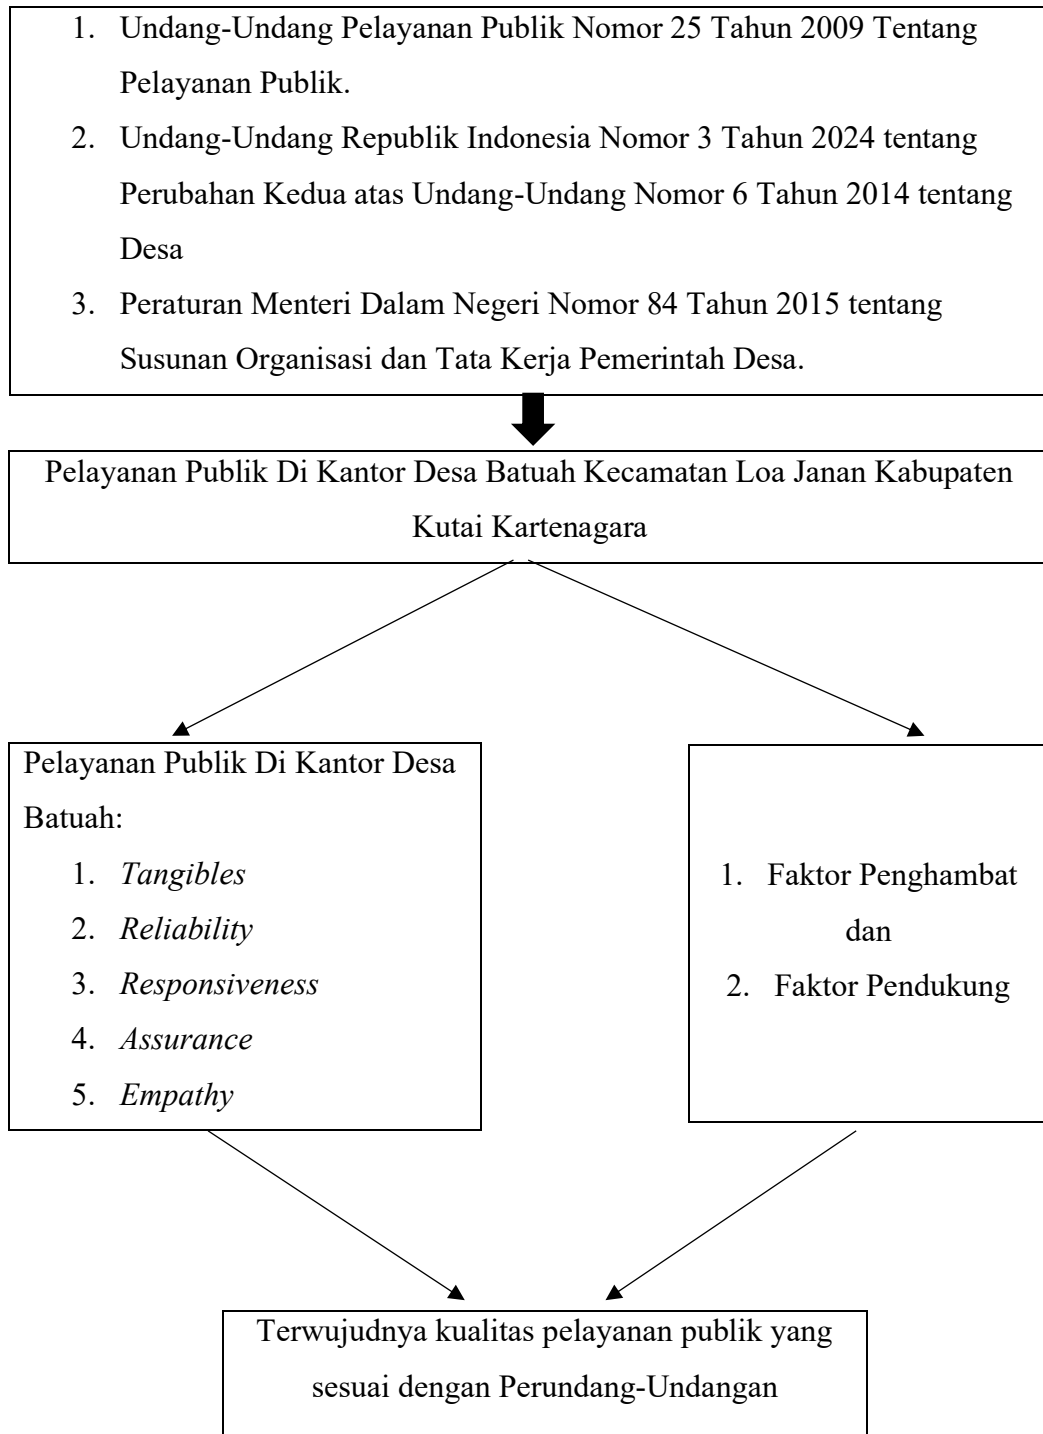 1. Undang-Undang Pelayanan Publik Nomor 25 Tahun 2009 Tentang
Pelayanan Publik.
2. Undang-Undang Republik Indonesia Nomor 3 Tahun 2024 tentang
Perubahan Kedua atas Undang-Undang Nomor 6 Tahun 2014 tentang
Desa
3. Peraturan Menteri Dalam Negeri Nomor 84 Tahun 2015 tentang
Susunan Organisasi dan Tata Kerja Pemerintah Desa.
Pelayanan Publik Di Kantor Desa Batuah Kecamatan Loa Janan Kabupaten
Kutai Kartenagara
Pelayanan Publik Di Kantor Desa
Batuah:
1. Tangibles
2. Reliability
3. Responsiveness
4. Assurance
5. Empathy
1. Faktor Penghambat
dan
2. Faktor Pendukung
Terwujudnya kualitas pelayanan publik yang
sesuai dengan Perundang-Undangan